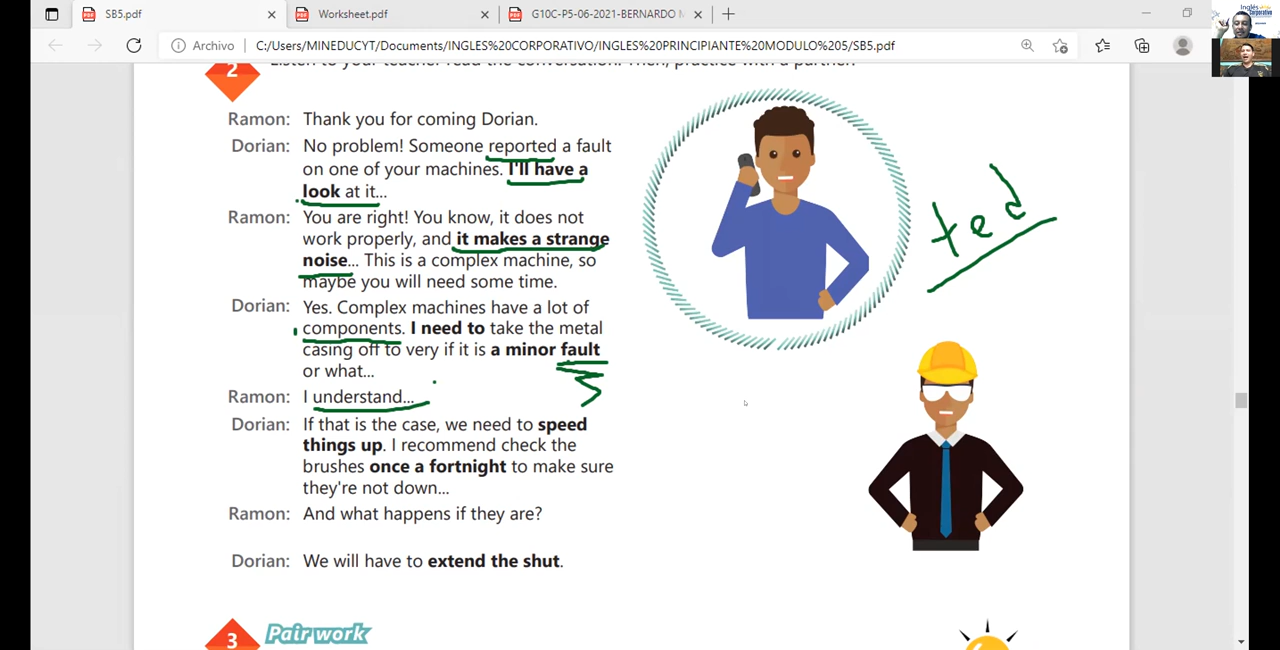 SB5.pdf
Worksheet.pdf
G10C-P5-06-2021-BERNARDO
Archivo
C:/Users/MINEDUCYT/Documents/INGLES%20CORPORATIVO/INGLES%20PRINCIPIANTE%20MODULO%205/SB5.pdf
2 Listen to your teacher read the conversation. Then, practice with a partner.
Ramon: Thank you for coming Dorian.
Dorian: No problem! Someone reported a fault
on one of your machines. I'll have a
look at it...
Ramon: You are right! You know, it does not
work properly, and it makes a strange
noise... This is a complex machine, so
maybe you will need some time.
Dorian: Yes. Complex machines have a lot of
components. I need to take the metal
casing off to very if it is a minor fault
or what...
Ramon: I understand...
Dorian: If that is the case, we need to speed
things up. I recommend check the
brushes once a fortnight to make sure
they're not down...
Ramon: And what happens if they are?
Dorian: We will have to extend the shut.
ted
3 Pair work